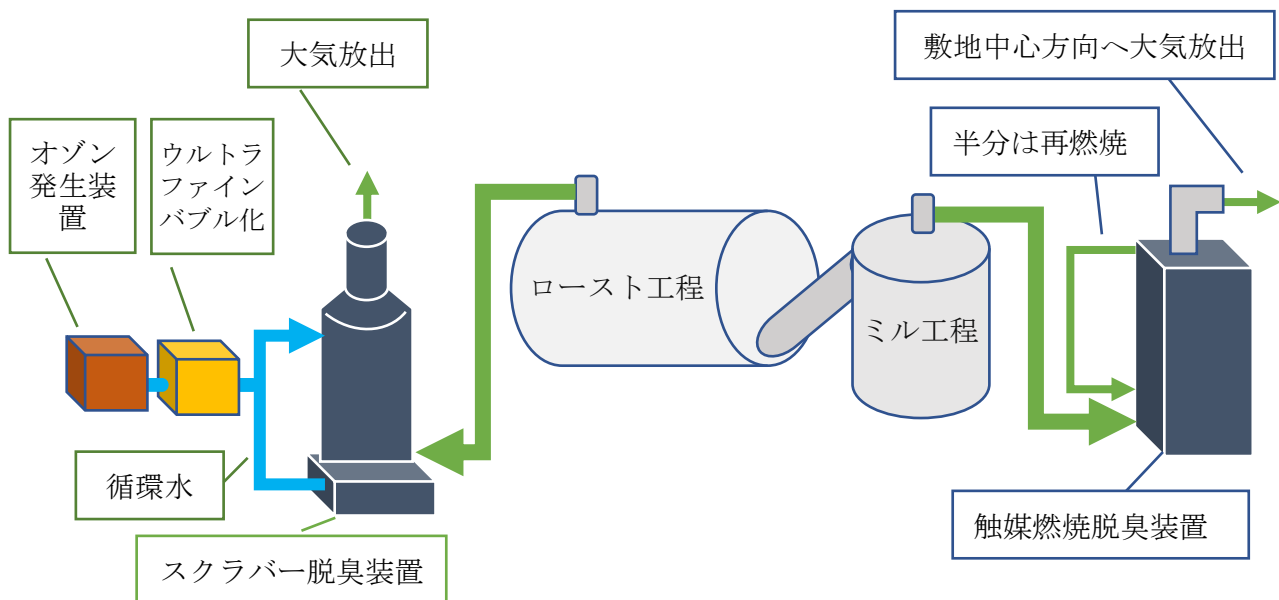 大気放出
敷地中心方向へ大気放出
オゾン
発生装
置
ウルトラ
ファイン
バブル化
半分は再燃焼
ロースト工程
ミル工程
循環水
触媒燃焼脱臭装置
スクラバー脱臭装置